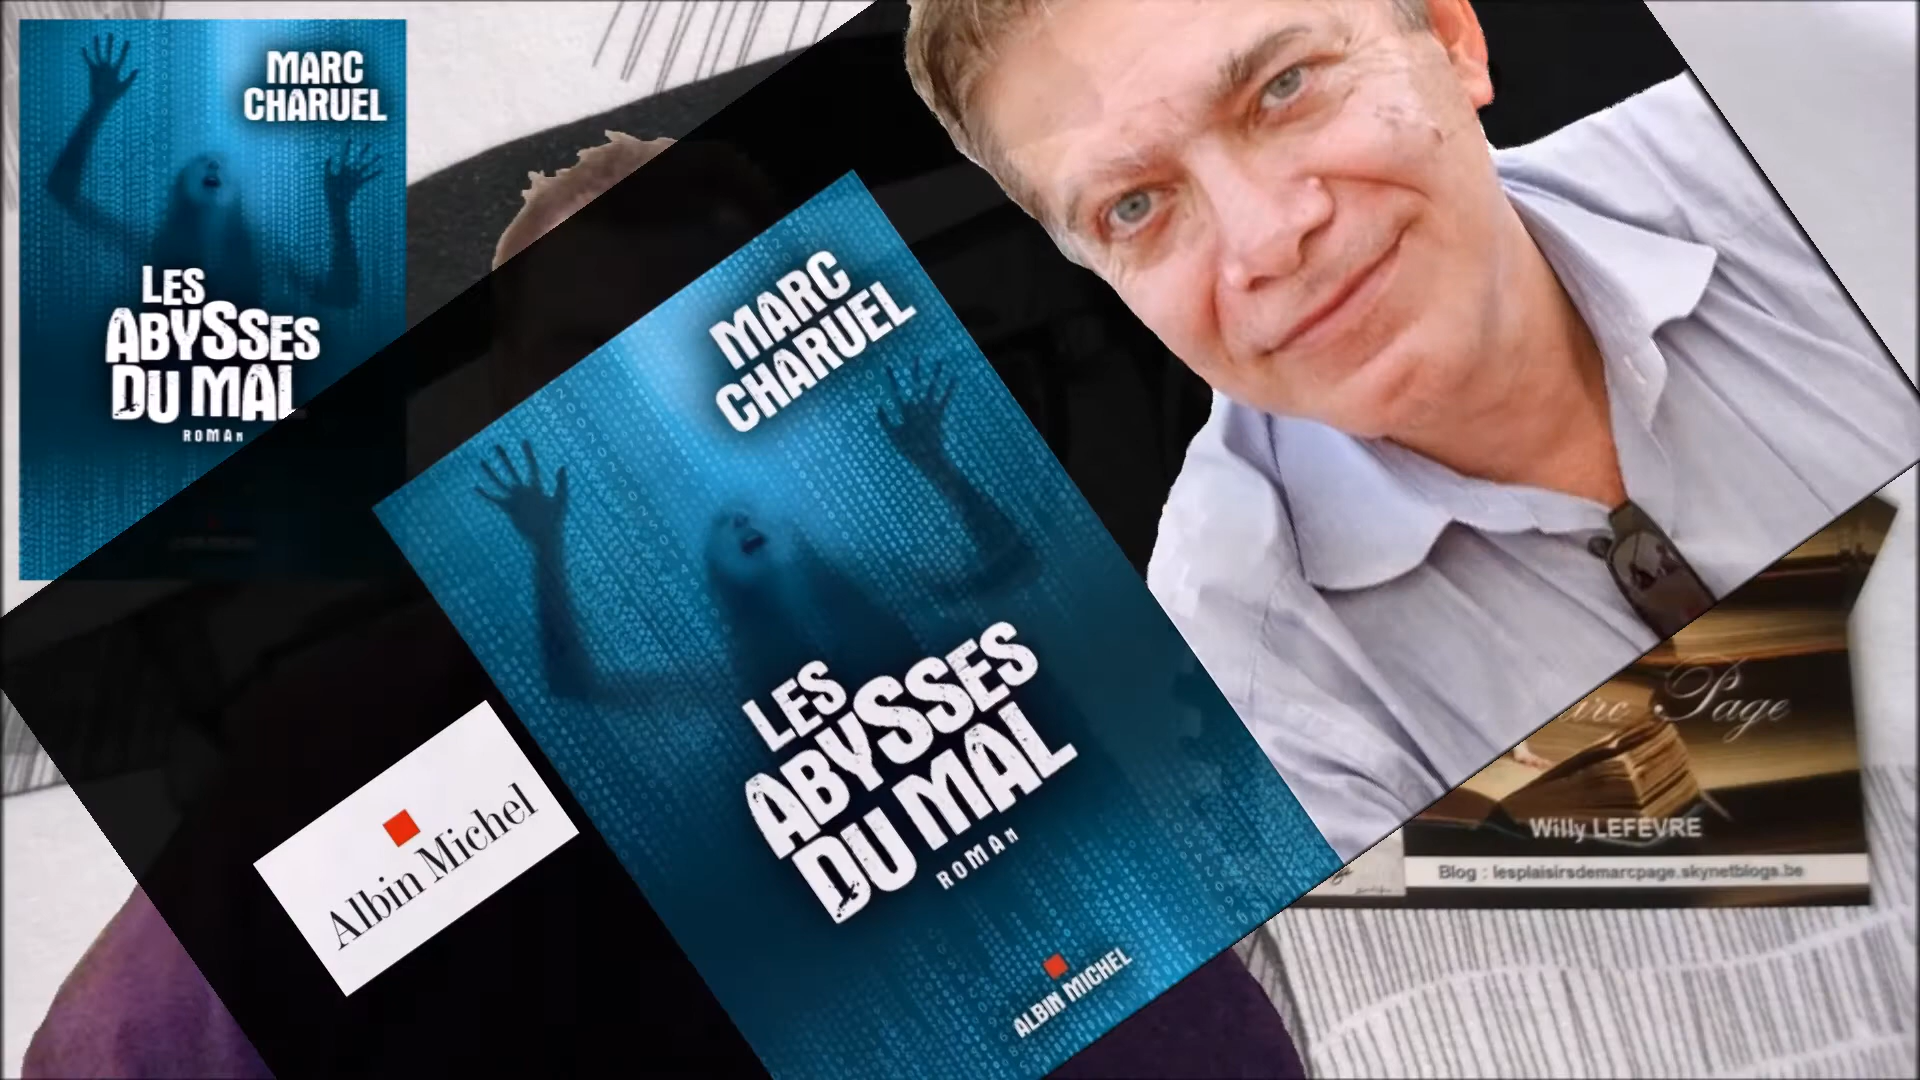 MARC
CHARUEL
LES
ABYSSES
DU MAL
ROMAN
MARC
CHARUEL
LES
ABYSSES
DU MAL
ROMAN
ALBIN MICHEL
Albin Michel
Page
Willy LEFEVRE
Blog : lesplaisirsdemarcpage.skynetblogs.be